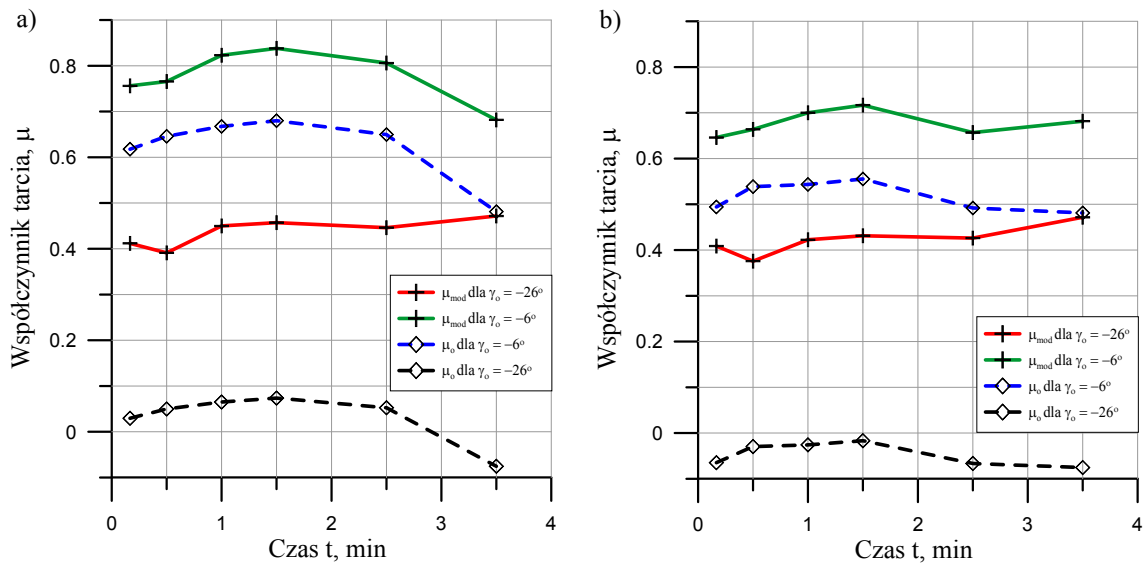 a)
Współczynnik tarcia, μ
0.8
0.6
0.4
0.2
0
0 1 2 3 4
Czas t, min
μmod dla γo = −26o
μmod dla γo = −6o
μo dla γo = −6o
μo dla γo = −26o
b)
Współczynnik tarcia, μ
0.8
0.6
0.4
0.2
0
0 1 2 3 4
Czas t, min
μmod dla γo = −26o
μmod dla γo = −6o
μo dla γo = −6o
μo dla γo = −26o